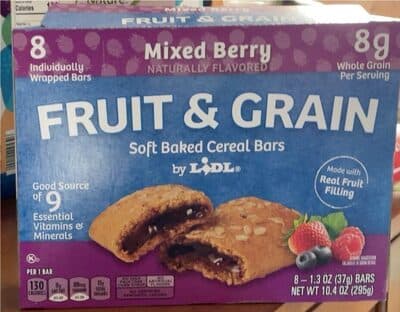 Calories
8
Individually
Wrapped Bars
Mixed Berry
NATURALLY FLAVORED
8g
Whole Grain
Per Serving
FRUIT & GRAIN
Soft Baked Cereal Bars
by LIDL®
Good Source
of 9
Essential
Vitamins &
Minerals
Made with
Real Fruit
Filling
PER 1 BAR
130
CALORIES
8 – 1.3 OZ (37g) BARS
NET WT 10.4 OZ (295g)